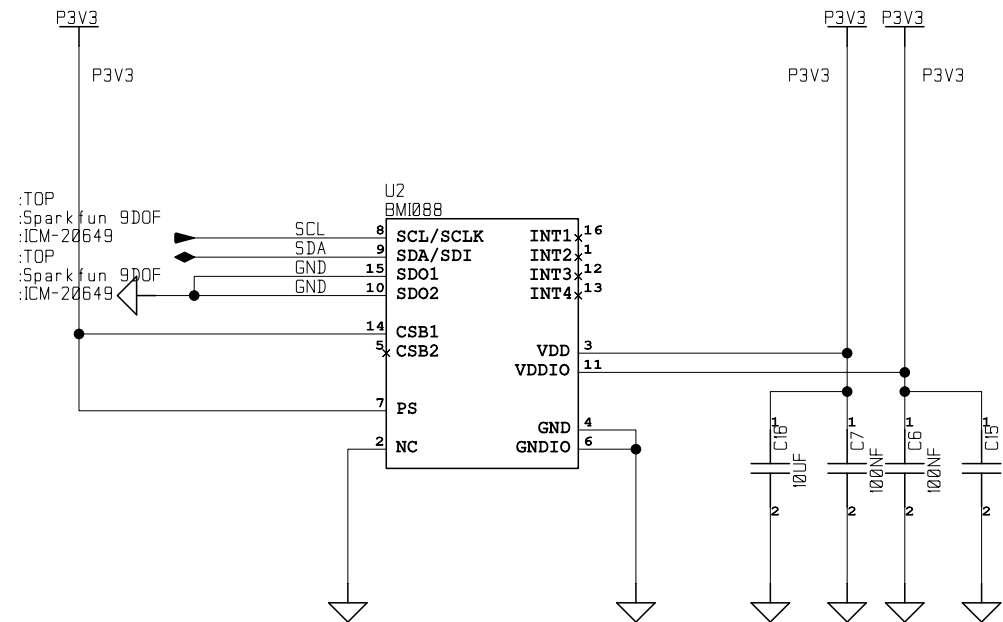 P3V3
P3V3 P3V3
P3V3
P3V3
P3V3
U2
BMI088
:TOP
:Sparkfun 9DOF
:ICM-20649
:TOP
:Sparkfun 9DOF
:ICM-20649
SCL
SDA
GND
GND
8 SCL/SCLK INT1 16
9 SDA/SDI INT2 1
15 SDO1 INT3 12
10 SDO2 INT4 13
14 CSB1
5 CSB2 VDD 3
VDDIO 11
7 PS
GND 4
2 NC GNDIO 6
1 1 1 1
C16 C7 C6 C15
10UF 100NF 100NF
2 2 2 2